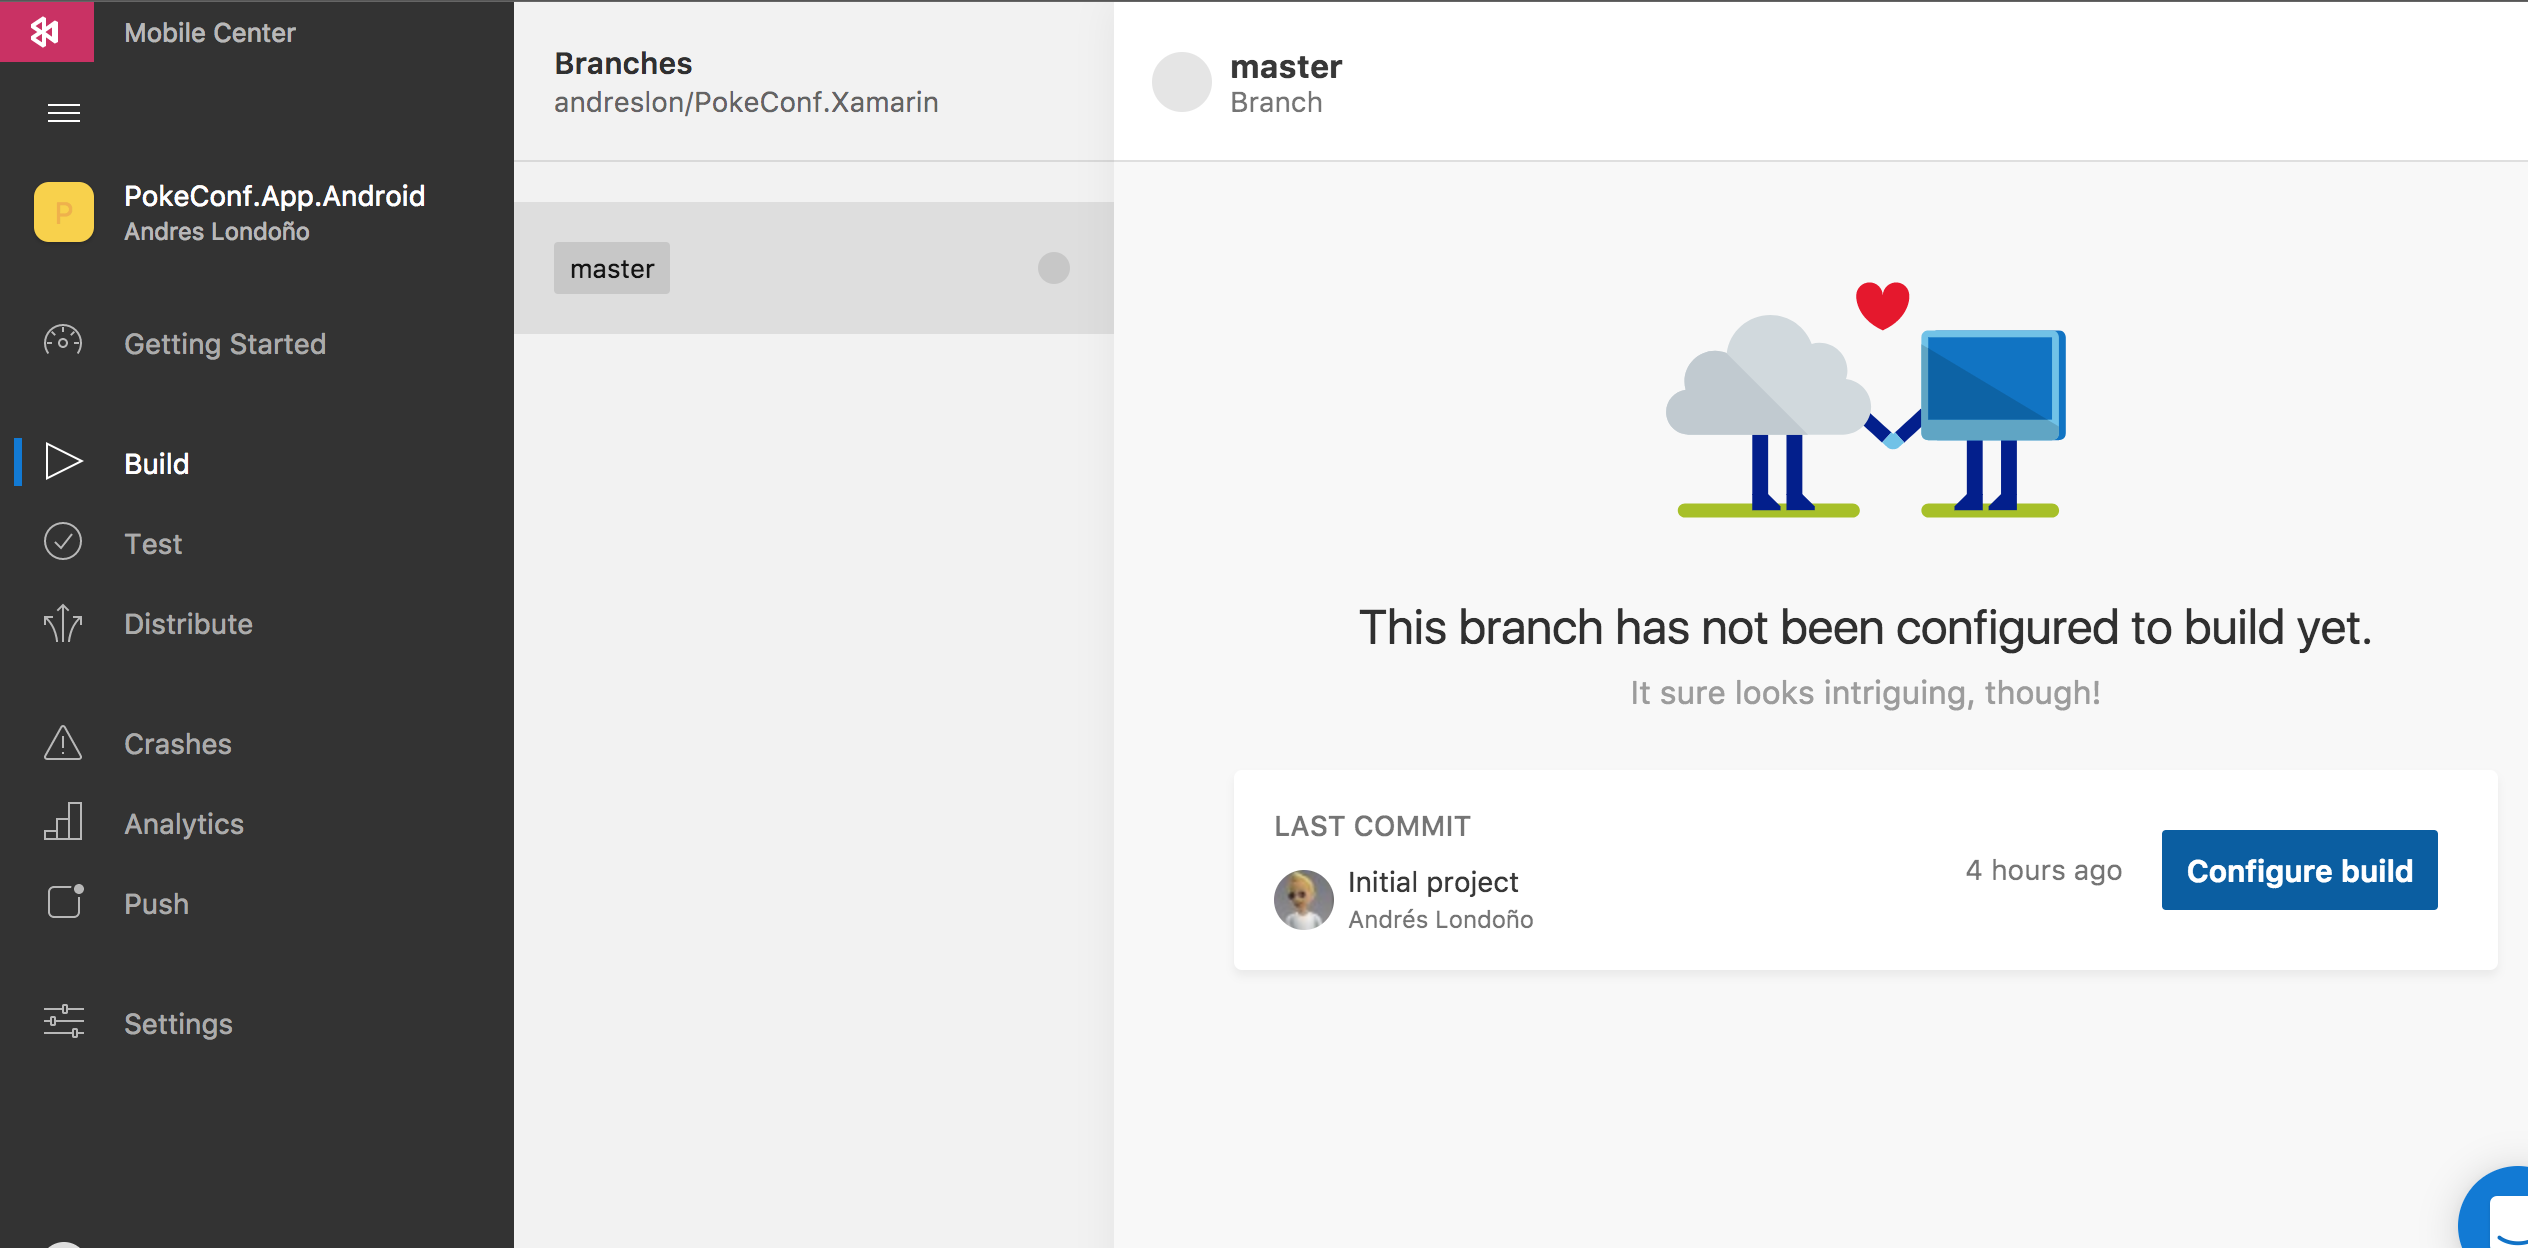 Mobile Center
PokeConf.App.Android
P
Andres Londoño
Getting Started
Build
Test
Distribute
Crashes
Analytics
Push
Settings
Branches
andreslon/PokeConf.Xamarin
master
master
Branch
This branch has not been configured to build yet.
It sure looks intriguing, though!
LAST COMMIT
Initial project
Andrés Londoño
4 hours ago
Configure build